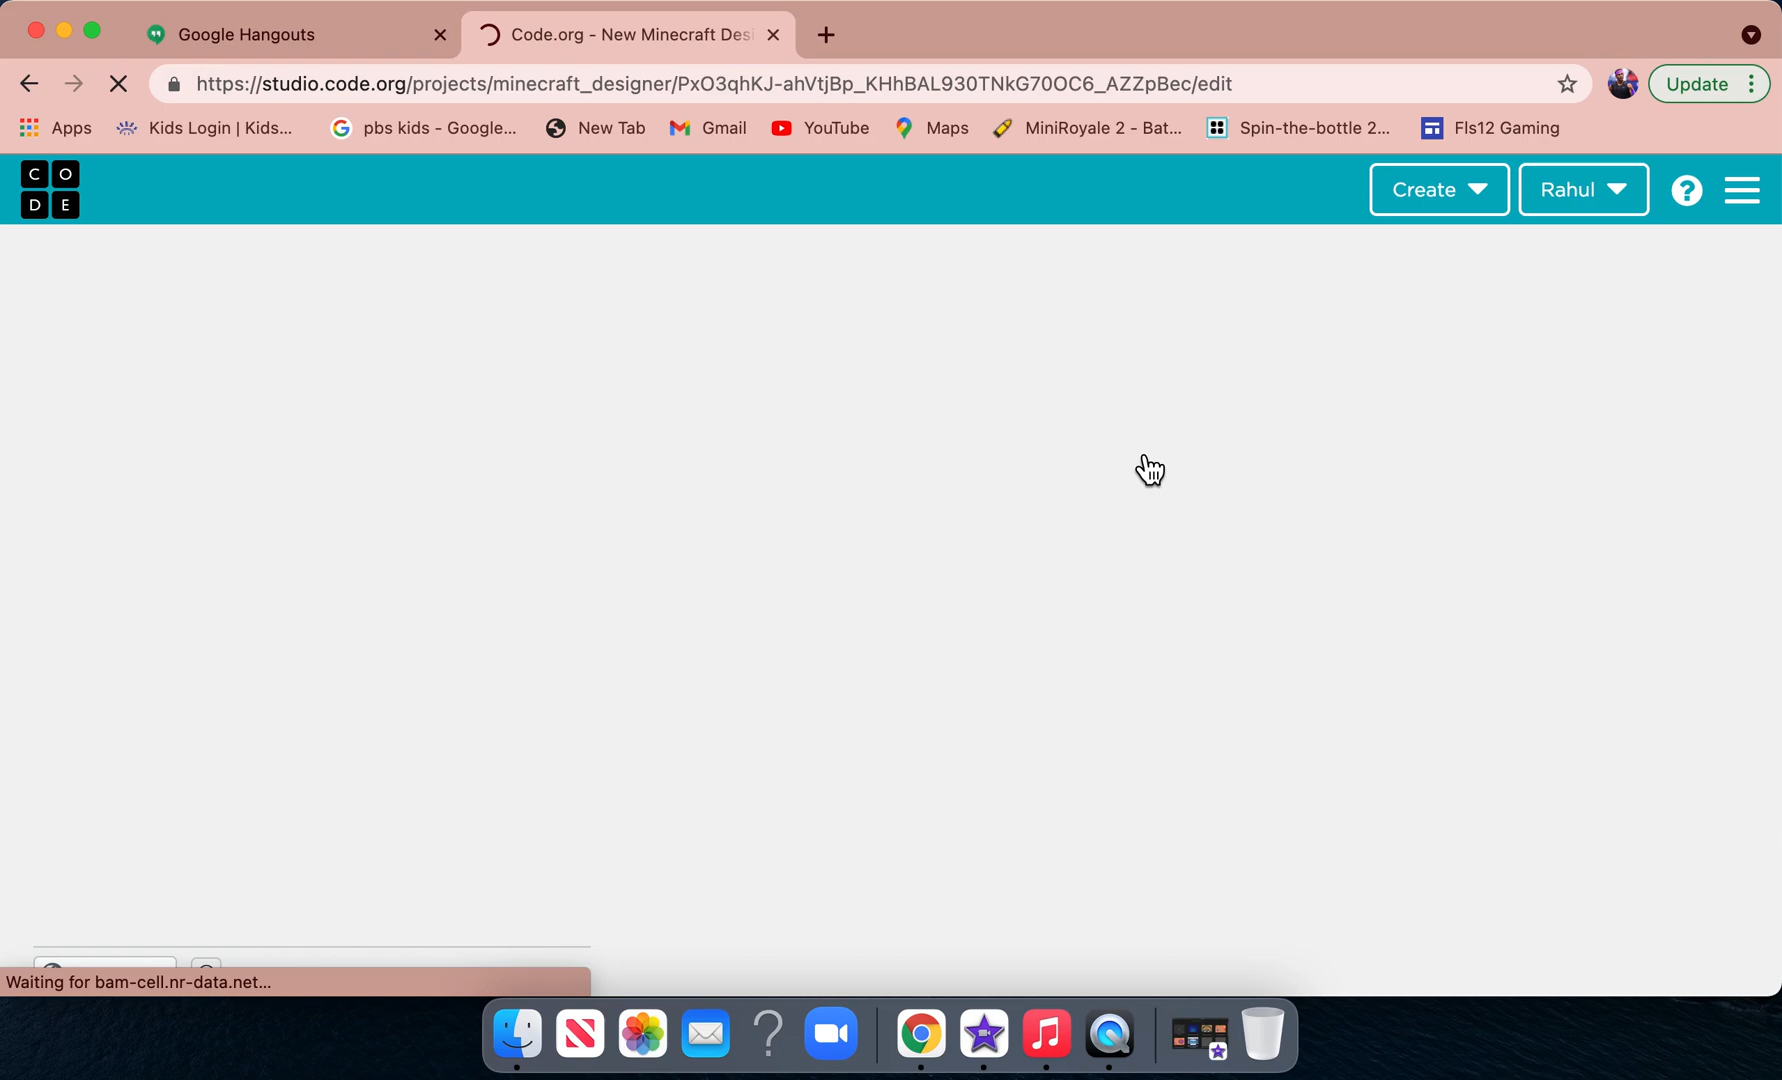 Google Hangouts
Code.org - New Minecraft Des
https://studio.code.org/projects/minecraft_designer/PxO3qhKJ-ahVtjBp_KHhBAL930TNkG70OC6_AZZpBec/edit
Update
Apps
Kids Login | Kids...
pbs kids - Google...
New Tab
Gmail
YouTube
Maps
MiniRoyale 2 - Bat...
Spin-the-bottle 2...
Fls12 Gaming
C O
D E
Create
Rahul
?
Waiting for bam-cell.nr-data.net...